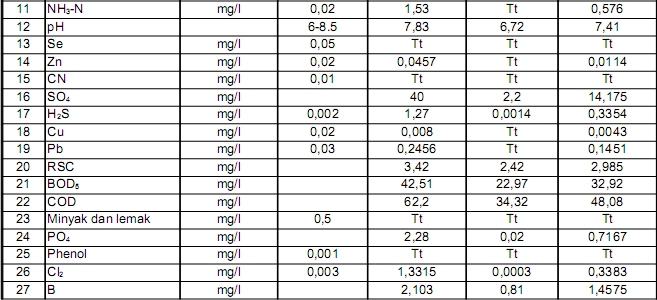 11 NH₃-N mg/l 0,02 1,53 Tt 0,576
12 pH 6-8.5 7,83 6,72 7,41
13 Se mg/l 0,05 Tt Tt Tt
14 Zn mg/l 0,02 0,0457 Tt 0,0114
15 CN mg/l 0,01 Tt Tt Tt
16 SO₄ mg/l 40 2,2 14,175
17 H₂S mg/l 0,002 1,27 0,0014 0,3354
18 Cu mg/l 0,02 0,008 Tt 0,0043
19 Pb mg/l 0,03 0,2456 Tt 0,1451
20 RSC mg/l 3,42 2,42 2,985
21 BOD₅ mg/l 42,51 22,97 32,92
22 COD mg/l 62,2 34,32 48,08
23 Minyak dan lemak mg/l 0,5 Tt Tt Tt
24 PO₄ mg/l 2,28 0,02 0,7167
25 Phenol mg/l 0,001 Tt Tt Tt
26 Cl₂ mg/l 0,003 1,3315 0,0003 0,3383
27 B mg/l 2,103 0,81 1,4575